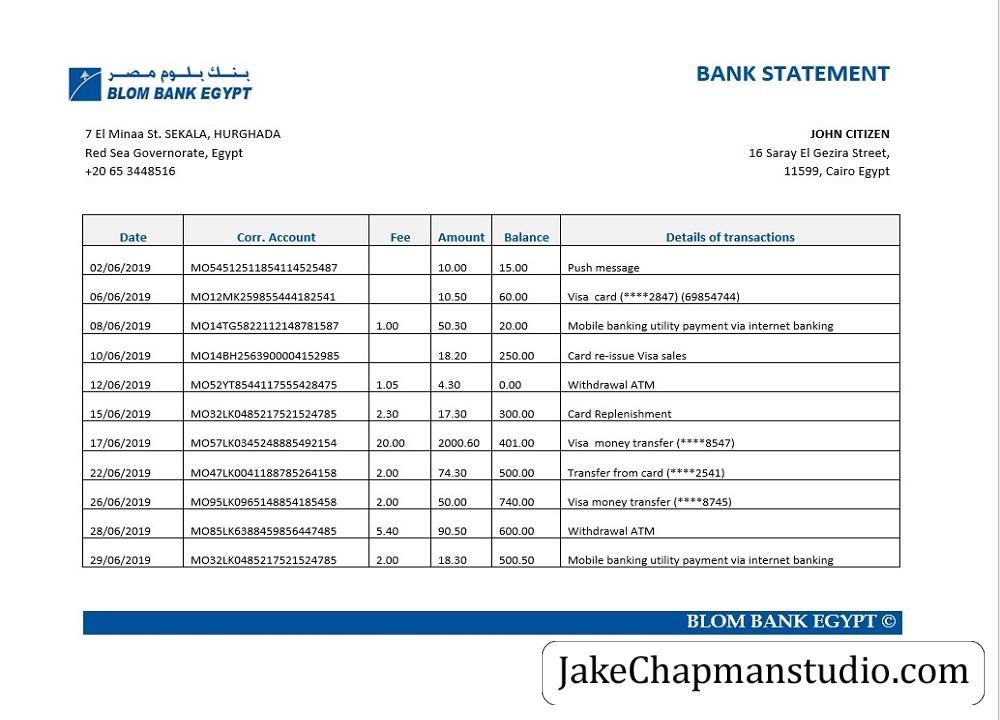 بنك بلوم مصر
BLOM BANK EGYPT
BANK STATEMENT
7 El Minaa St. SEKALA, HURGHADA
Red Sea Governorate, Egypt
+20 65 3448516
JOHN CITIZEN
16 Saray El Gezira Street,
11599, Cairo Egypt
Date Corr. Account Fee Amount Balance Details of transactions
02/06/2019 MO54512511854114525487 10.00 15.00 Push message
06/06/2019 MO12MK259855444182541 10.50 60.00 Visa card (****2847) (69854744)
08/06/2019 MO14TG5822112148781587 1.00 50.30 20.00 Mobile banking utility payment via internet banking
10/06/2019 MO14BH2563900004152985 18.20 250.00 Card re-issue Visa sales
12/06/2019 MO52YT8544117555428475 1.05 4.30 0.00 Withdrawal ATM
15/06/2019 MO32LK0485217521524785 2.30 17.30 300.00 Card Replenishment
17/06/2019 MO57LK0345248885492154 20.00 2000.60 401.00 Visa money transfer (****8547)
22/06/2019 MO47LK0041188785264158 2.00 74.30 500.00 Transfer from card (****2541)
26/06/2019 MO95LK0965148854185458 2.00 50.00 740.00 Visa money transfer (****8745)
28/06/2019 MO85LK6388459856447485 5.40 90.50 600.00 Withdrawal ATM
29/06/2019 MO32LK0485217521524785 2.00 18.30 500.50 Mobile banking utility payment via internet banking
BLOM BANK EGYPT ©
JakeChapmanstudio.com